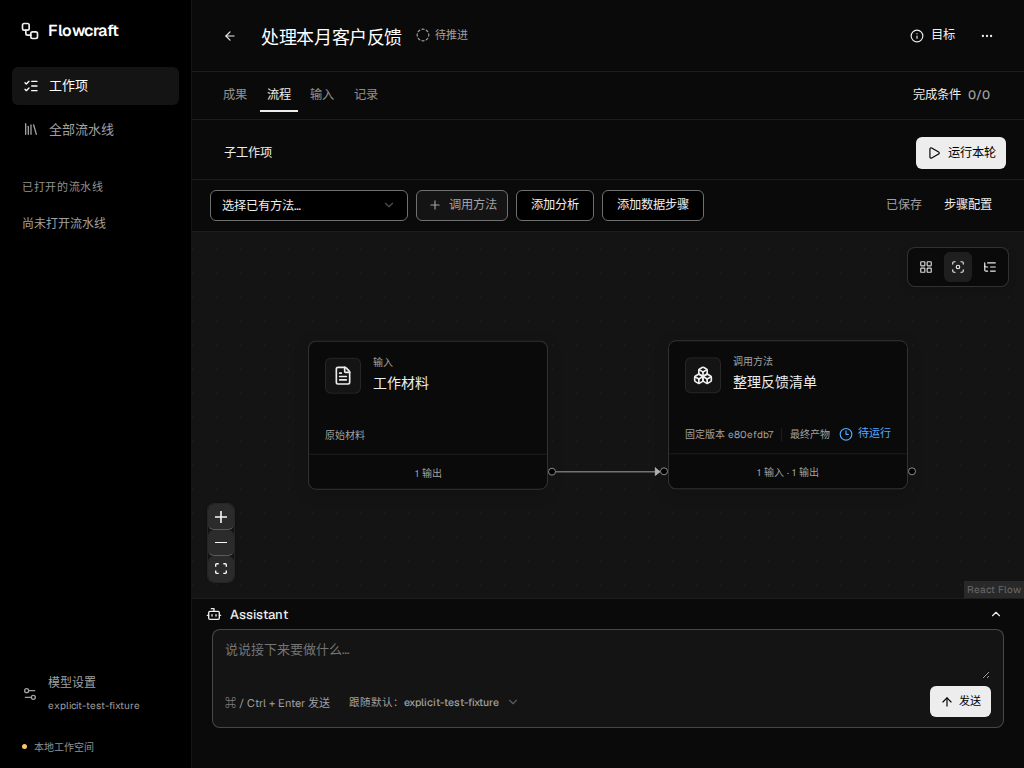 Flowcraft
工作项
全部流水线
已打开的流水线
尚未打开流水线
模型设置
explicit-test-fixture
本地工作空间
处理本月客户反馈
待推进
目标
成果
流程
输入
记录
完成条件 0/0
子工作项
运行本轮
选择已有方法...
调用方法
添加分析
添加数据步骤
已保存
步骤配置
输入
工作材料
原始材料
1 输出
调用方法
整理反馈清单
固定版本 e80efdb7
最终产物
待运行
1 输入 · 1 输出
React Flow
Assistant
说说接下来要做什么...
⌘ / Ctrl + Enter 发送
跟随默认：explicit-test-fixture
发送